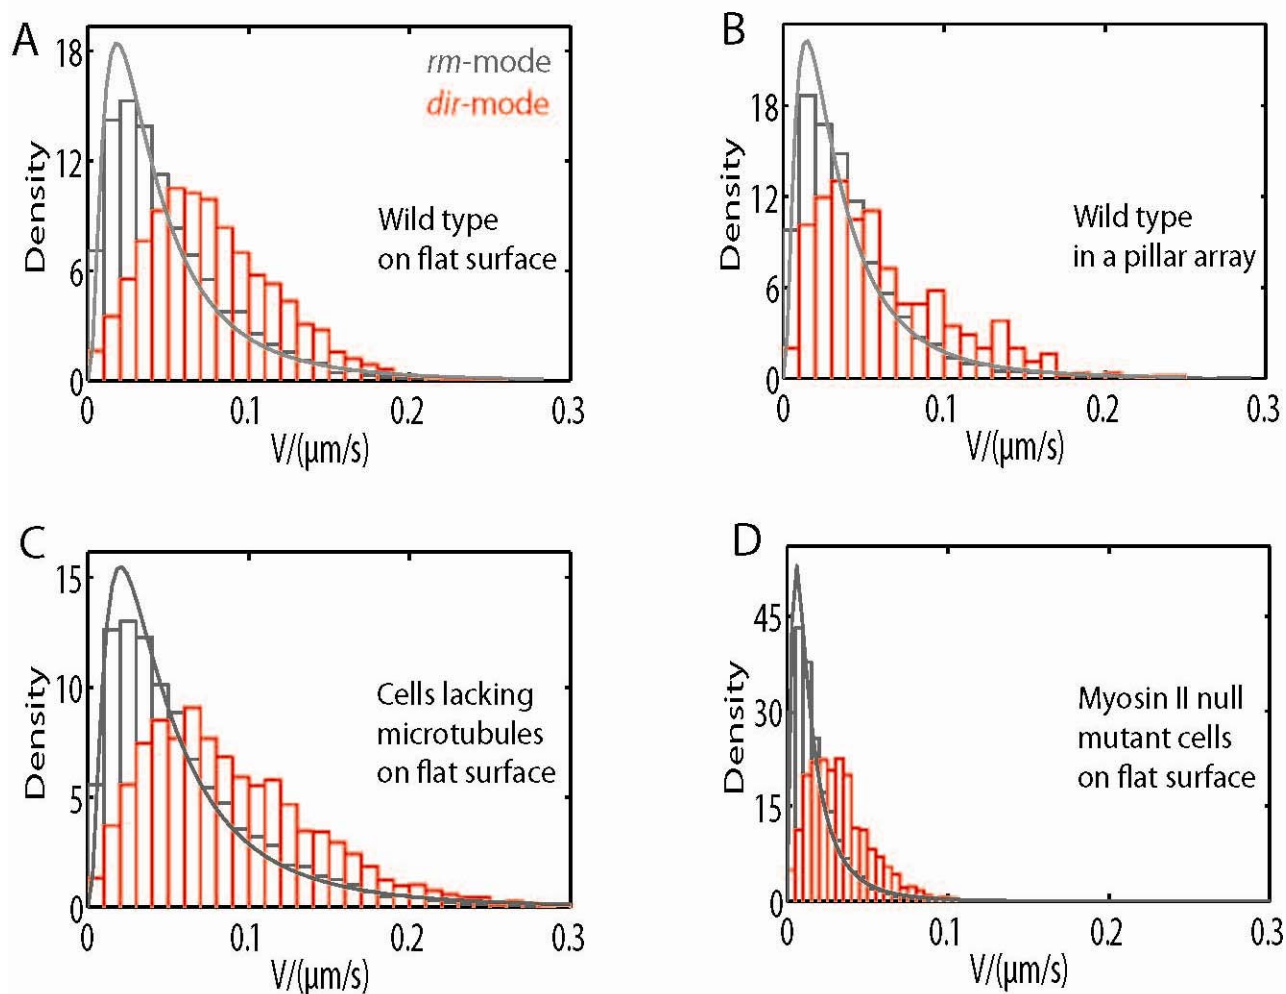 A
18
12
6
0
Density
rm-mode
dir-mode
Wild type
on flat surface
0
0.1
0.2
0.3
V/(µm/s)
B
18
12
6
0
Density
Wild type
in a pillar array
0
0.1
0.2
0.3
V/(µm/s)
C
15
10
5
0
Density
Cells lacking
microtubules
on flat surface
0
0.1
0.2
0.3
V/(µm/s)
D
45
30
15
0
Density
Myosin II null
mutant cells
on flat surface
0
0.1
0.2
0.3
V/(µm/s)